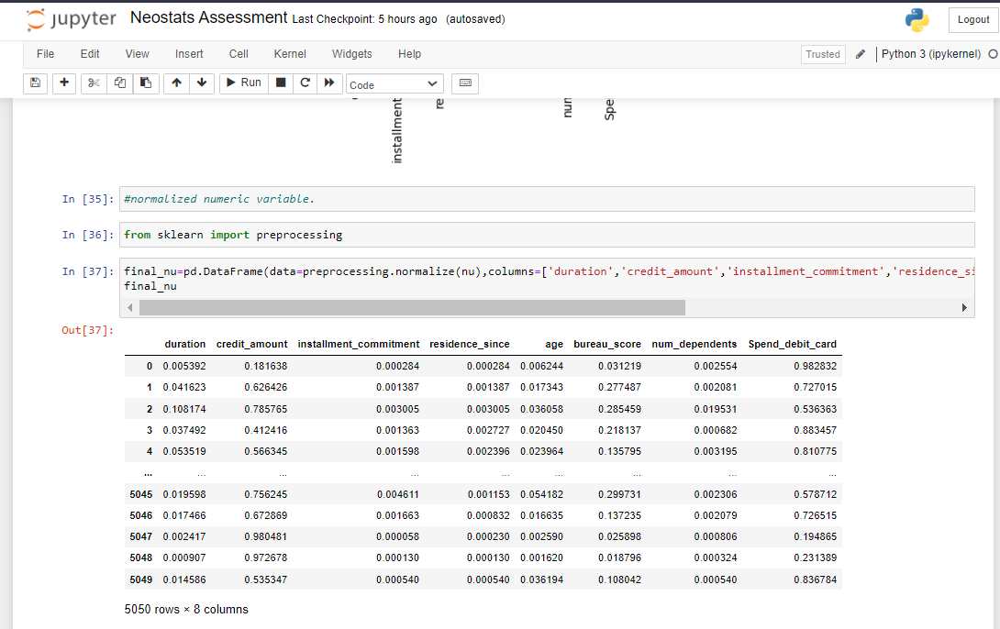 jupyter Neostats Assessment Last Checkpoint: 5 hours ago (autosaved)
Logout
File Edit View Insert Cell Kernel Widgets Help
Trusted Python 3 (ipykernel)
Run Code
installment re num Spe
In [35]: #normalized numeric variable.
In [36]: from sklearn import preprocessing
In [37]: final_nu=pd.DataFrame(data=preprocessing.normalize(nu),columns=['duration','credit_amount','installment_commitment','residence_si
final_nu
Out[37]:
duration credit_amount installment_commitment residence_since age bureau_score num_dependents Spend_debit_card
0 0.005392 0.181638 0.000284 0.000284 0.006244 0.031219 0.002554 0.982832
1 0.041623 0.626426 0.001387 0.001387 0.017343 0.277487 0.002081 0.727015
2 0.108174 0.785765 0.003005 0.003005 0.036058 0.285459 0.019531 0.536363
3 0.037492 0.412416 0.001363 0.002727 0.020450 0.218137 0.000682 0.883457
4 0.053519 0.566345 0.001598 0.002396 0.023964 0.135795 0.003195 0.810775
... ... ... ... ... ... ... ... ...
5045 0.019598 0.756245 0.004611 0.001153 0.054182 0.299731 0.002306 0.578712
5046 0.017466 0.672869 0.001663 0.000832 0.016635 0.137235 0.002079 0.726515
5047 0.002417 0.980481 0.000058 0.000230 0.002590 0.025898 0.000806 0.194865
5048 0.000907 0.972678 0.000130 0.000130 0.001620 0.018796 0.000324 0.231389
5049 0.014586 0.535347 0.000540 0.000540 0.036194 0.108042 0.000540 0.836784
5050 rows × 8 columns